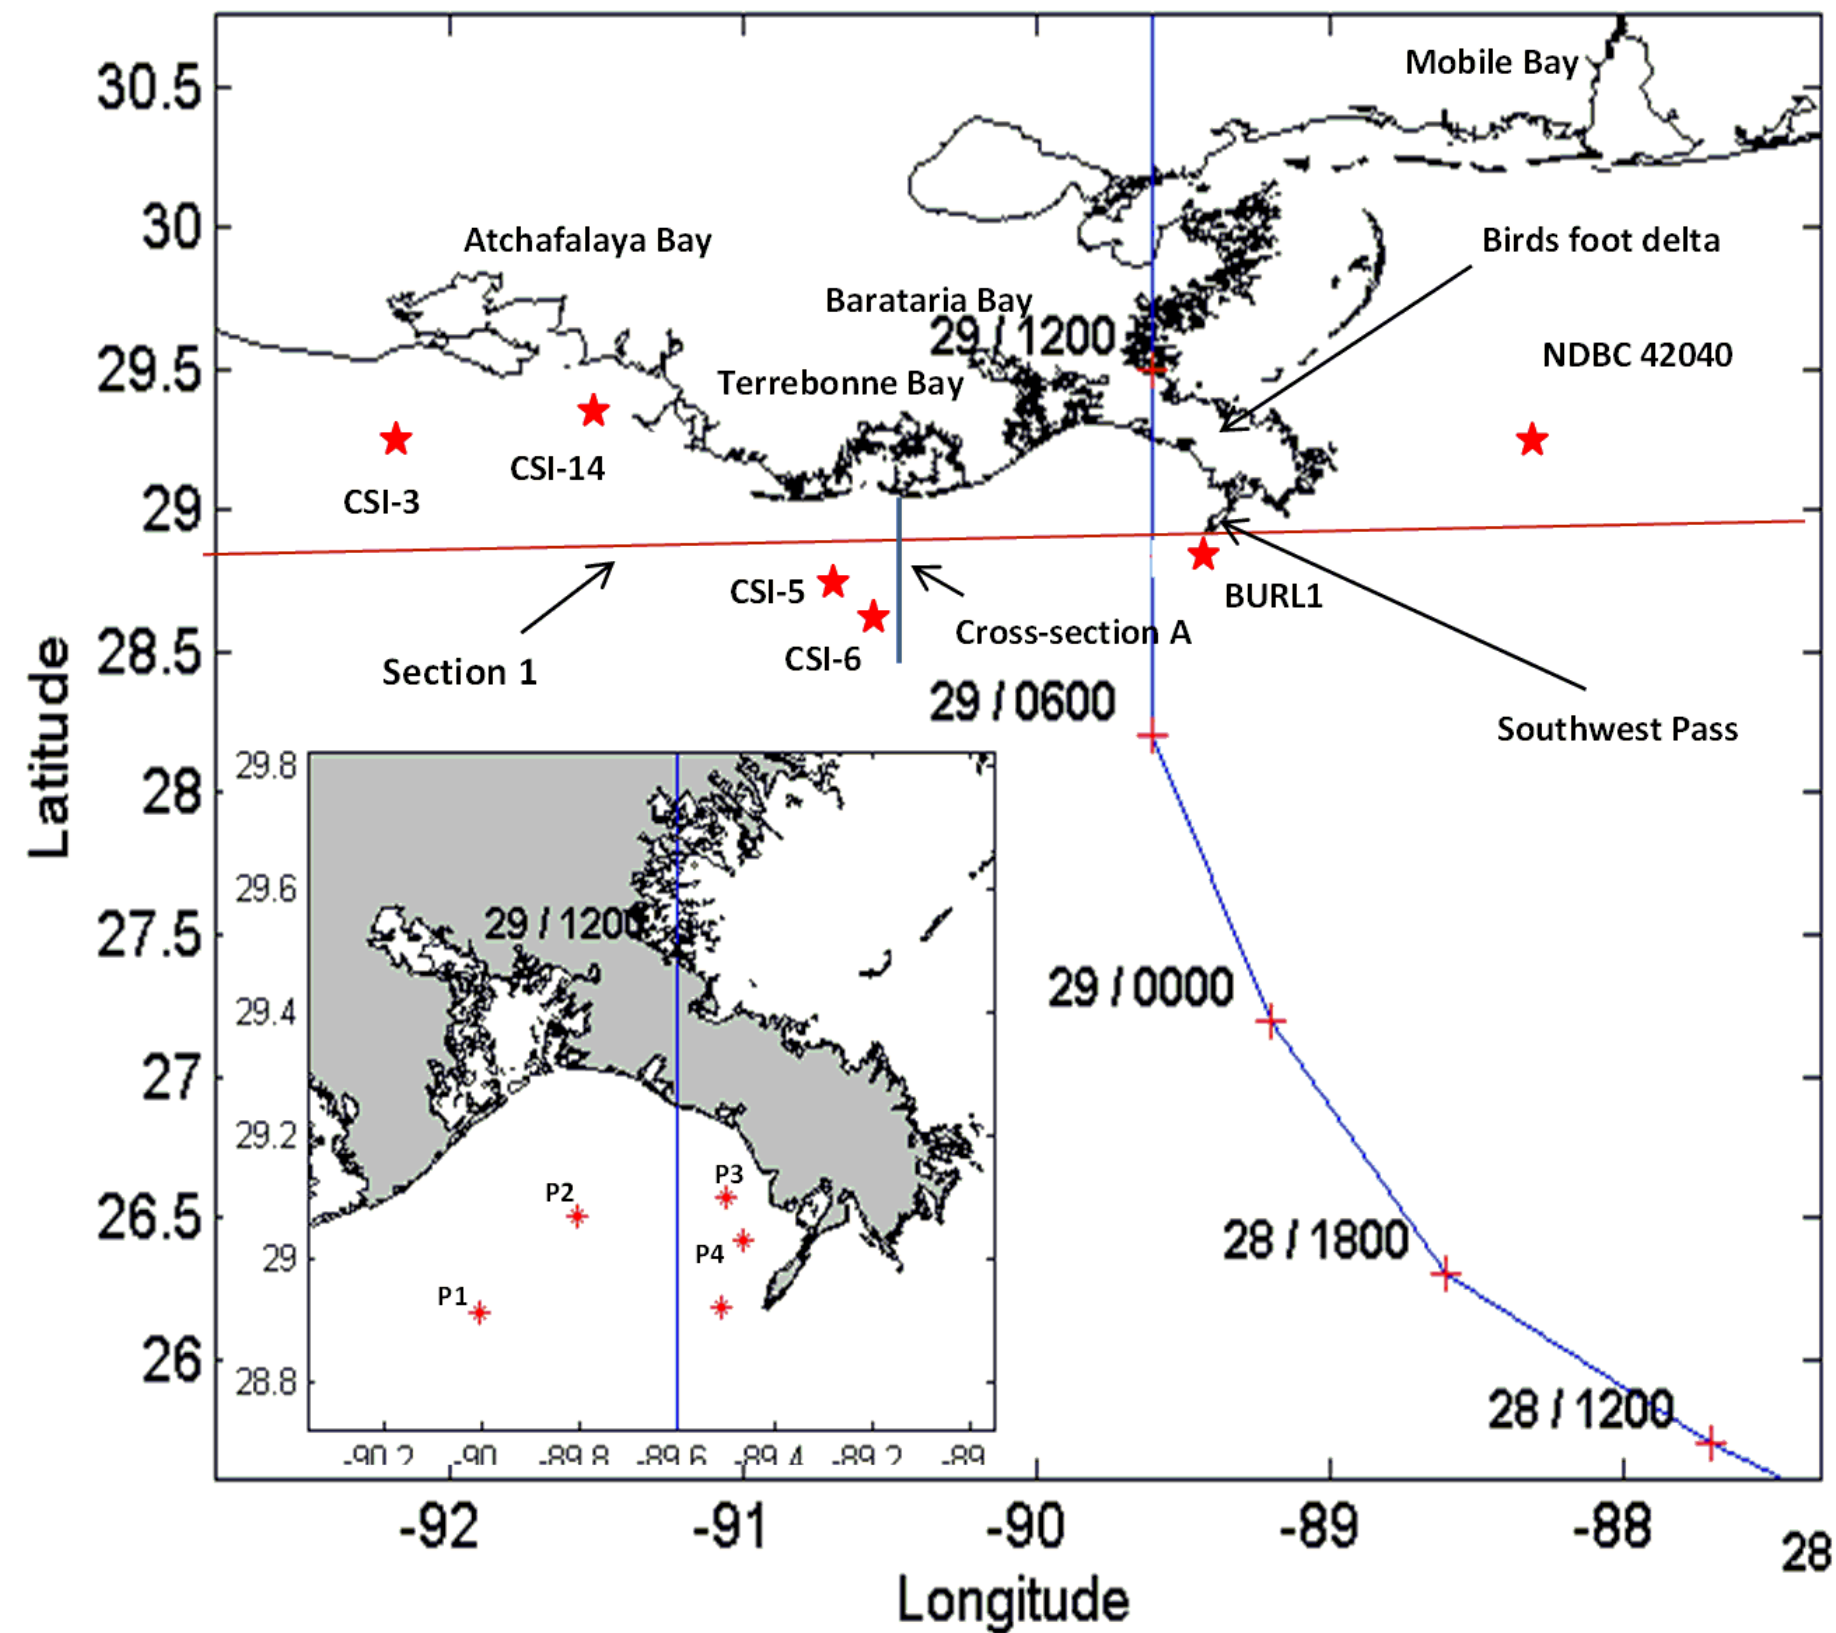 Mobile Bay
30.5
30
Atchafalaya Bay
Birds foot delta
Barataria Bay
29 / 1200
NDBC 42040
29.5
Terrebonne Bay
CSI-14
CSI-3
29
CSI-5
BURL1
Cross-section A
CSI-6
28.5
Section 1
29 / 0600
Southwest Pass
Latitude
28
29.8
29.6
27.5
29 / 1200
29 / 0000
29.4
27
29.2
P3
P2
26.5
28 / 1800
P4
29
P1
26
28.8
28 / 1200
-90.2 -90 -89.8 -89.6 -89.4 -89.2 -89
-92 -91 -90 -89 -88
28
Longitude